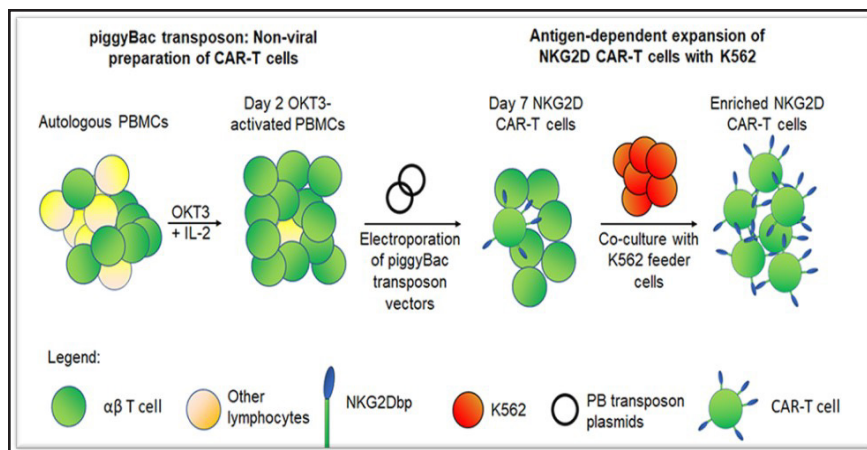 piggyBac transposon: Non-viral
preparation of CAR-T cells
Antigen-dependent expansion of
NKG2D CAR-T cells with K562
Autologous PBMCs
Day 2 OKT3-
activated PBMCs
Day 7 NKG2D
CAR-T cells
Enriched NKG2D
CAR-T cells
OKT3
+ IL-2
Electroporation
of piggyBac
transposon
vectors
Co-culture with
K562 feeder
cells
Legend:
αβ T cell
Other
lymphocytes
NKG2Dbp
K562
PB transposon
plasmids
CAR-T cell